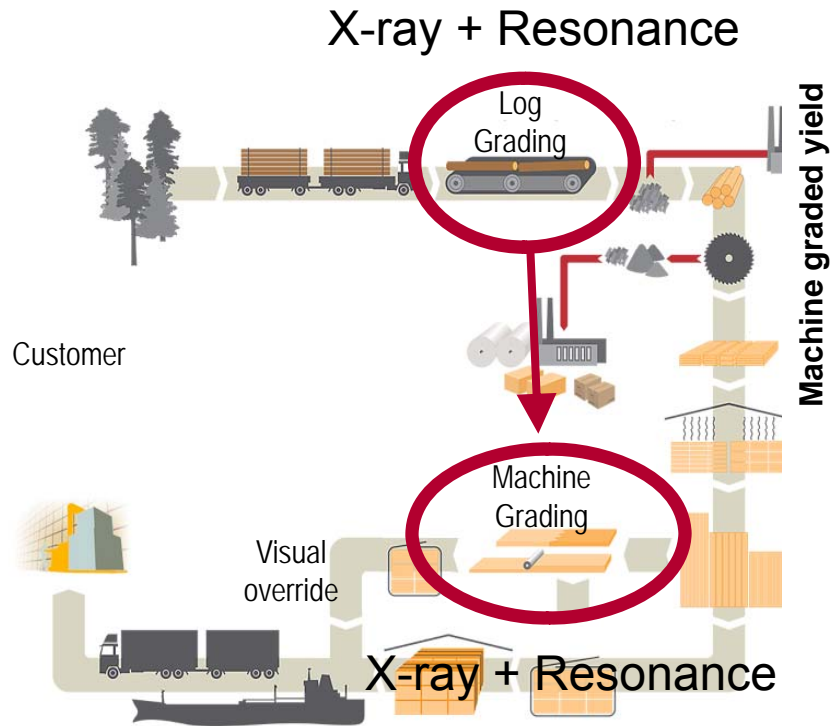 X-ray + Resonance
Log
Grading
Machine graded yield
Customer
Machine
Grading
Visual
override
X-ray + Resonance